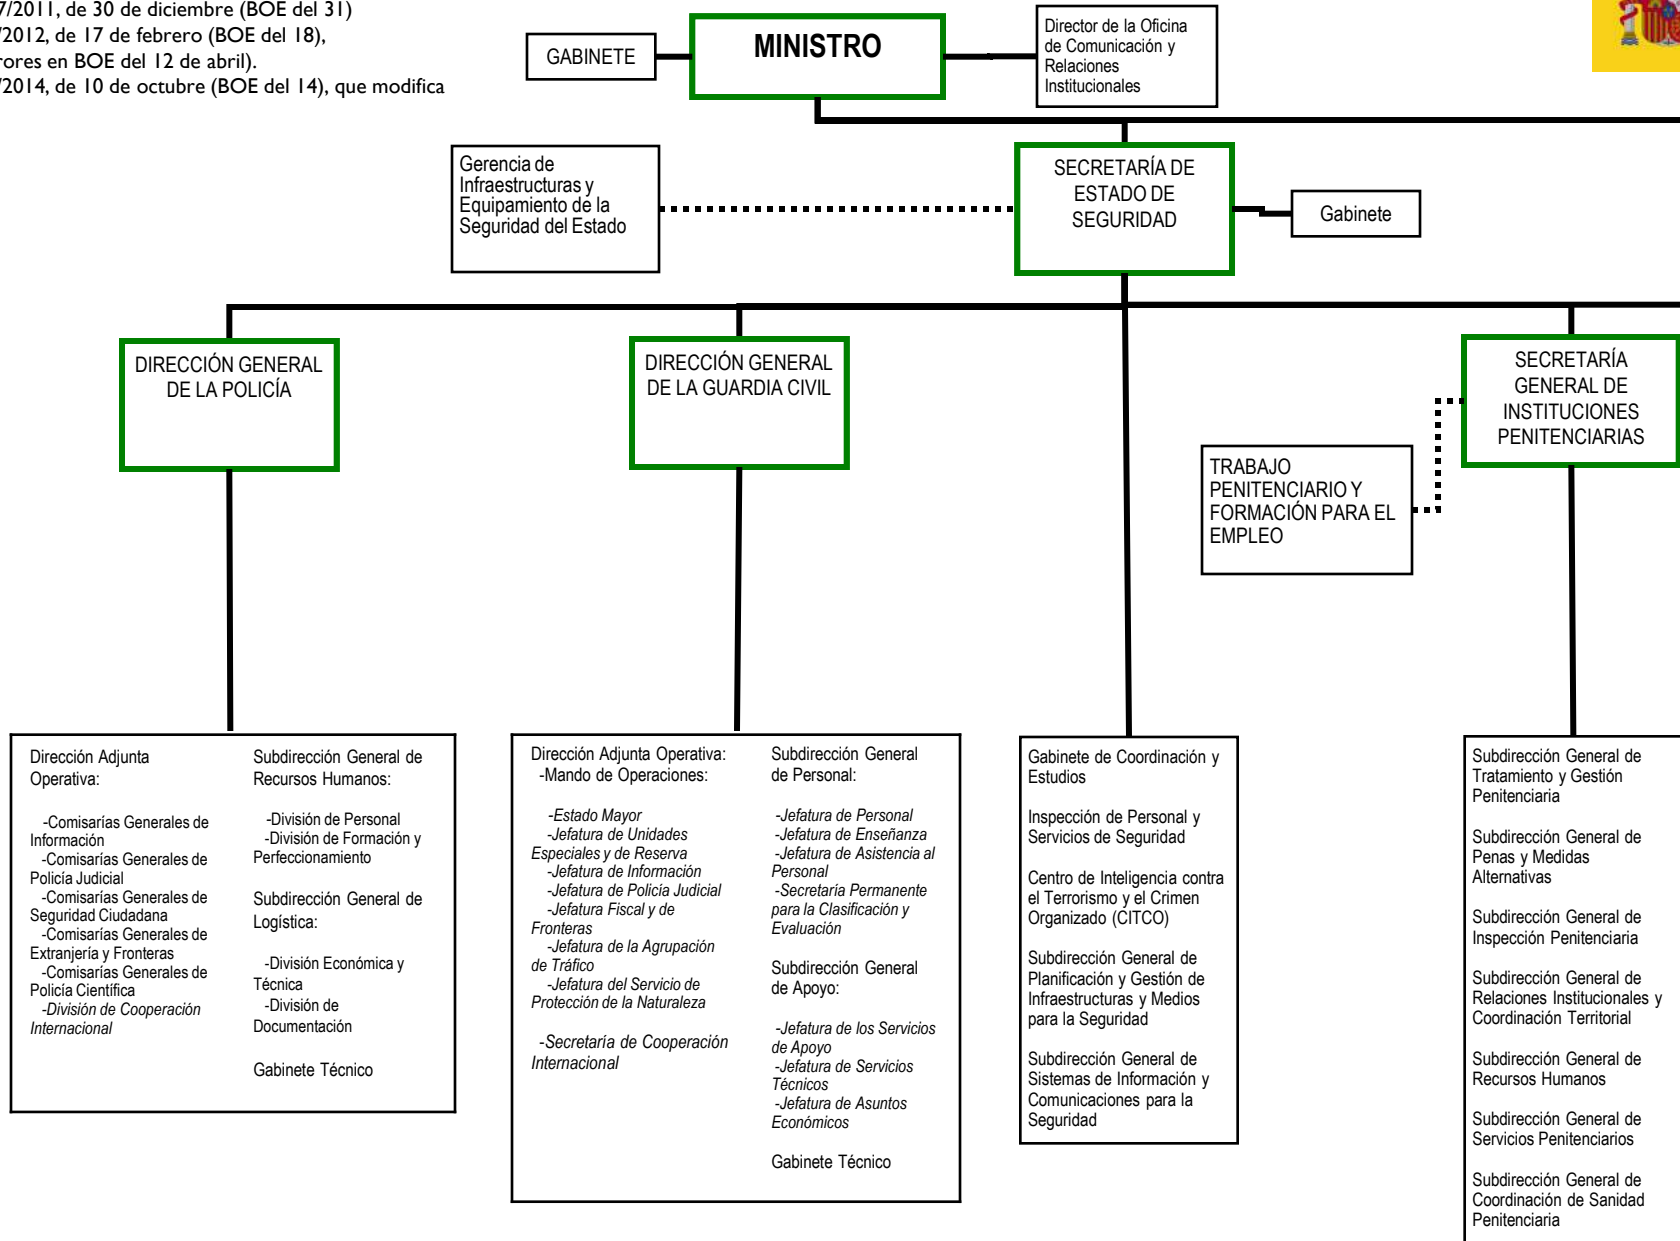 7/2011, de 30 de diciembre (BOE del 31)
/2012, de 17 de febrero (BOE del 18),
rores en BOE del 12 de abril).
/2014, de 10 de octubre (BOE del 14), que modifica
GABINETE
MINISTRO
Director de la Oficina
de Comunicación y
Relaciones
Institucionales
Gerencia de
Infraestructuras y
Equipamiento de la
Seguridad del Estado
SECRETARÍA DE
ESTADO DE
SEGURIDAD
Gabinete
DIRECCIÓN GENERAL
DE LA POLICÍA
DIRECCIÓN GENERAL
DE LA GUARDIA CIVIL
SECRETARÍA
GENERAL DE
INSTITUCIONES
PENITENCIARIAS
TRABAJO
PENITENCIARIO Y
FORMACIÓN PARA EL
EMPLEO
Dirección Adjunta
Operativa:
-Comisarías Generales de
Información
-Comisarías Generales de
Policía Judicial
-Comisarías Generales de
Seguridad Ciudadana
-Comisarías Generales de
Extranjería y Fronteras
-Comisarías Generales de
Policía Científica
-División de Cooperación
Internacional
Subdirección General de
Recursos Humanos:
-División de Personal
-División de Formación y
Perfeccionamiento
Subdirección General de
Logística:
-División Económica y
Técnica
-División de
Documentación
Gabinete Técnico
Dirección Adjunta Operativa:
-Mando de Operaciones:
-Estado Mayor
-Jefatura de Unidades
Especiales y de Reserva
-Jefatura de Información
-Jefatura de Policía Judicial
-Jefatura Fiscal y de
Fronteras
-Jefatura de la Agrupación
de Tráfico
-Jefatura del Servicio de
Protección de la Naturaleza
-Secretaría de Cooperación
Internacional
Subdirección General
de Personal:
-Jefatura de Personal
-Jefatura de Enseñanza
-Jefatura de Asistencia al
Personal
-Secretaría Permanente
para la Clasificación y
Evaluación
Subdirección General
de Apoyo:
-Jefatura de los Servicios
de Apoyo
-Jefatura de Servicios
Técnicos
-Jefatura de Asuntos
Económicos
Gabinete Técnico
Gabinete de Coordinación y
Estudios
Inspección de Personal y
Servicios de Seguridad
Centro de Inteligencia contra
el Terrorismo y el Crimen
Organizado (CITCO)
Subdirección General de
Planificación y Gestión de
Infraestructuras y Medios
para la Seguridad
Subdirección General de
Sistemas de Información y
Comunicaciones para la
Seguridad
Subdirección General de
Tratamiento y Gestión
Penitenciaria
Subdirección General de
Penas y Medidas
Alternativas
Subdirección General de
Inspección Penitenciaria
Subdirección General de
Relaciones Institucionales y
Coordinación Territorial
Subdirección General de
Recursos Humanos
Subdirección General de
Servicios Penitenciarios
Subdirección General de
Coordinación de Sanidad
Penitenciaria